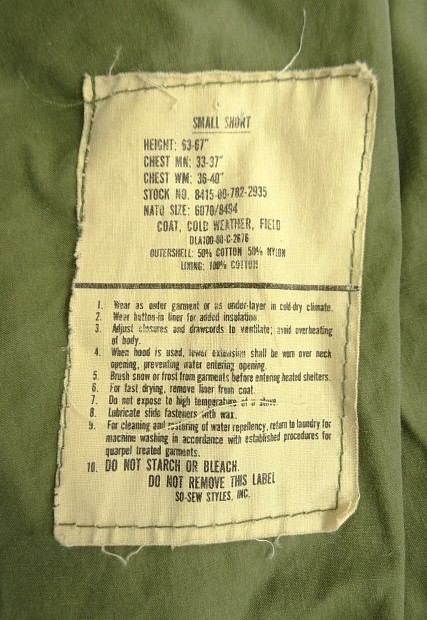 SMALL SHORT
HEIGHT: 63-67"
CHEST MN: 33-37"
CHEST WM: 36-40"
STOCK NO. 8415-00-782-2935
NATO SIZE: 6070/8494
COAT, COLD WEATHER, FIELD
DLA100-80-C-2676
OUTERSHELL: 50% COTTON 50% NYLON
LINING: 100% COTTON
1. Wear as outer garment or as under-layer in cold-dry climate.
2. Wear button-in liner for added insulation.
3. Adjust closures and drawcords to ventilate; avoid overheating
of body.
4. When hood is used, lower extension shall be worn over neck
opening, preventing water entering opening.
5. Brush snow or frost from garments before entering heated shelters.
6. For fast drying, remove liner from coat.
7. Do not expose to high temperature of a stove.
8. Lubricate slide fasteners with wax.
9. For cleaning and restoring of water repellency, return to laundry for
machine washing in accordance with established procedures for
quarpel treated garments.
10. DO NOT STARCH OR BLEACH.
DO NOT REMOVE THIS LABEL
SO-SEW STYLES, INC.